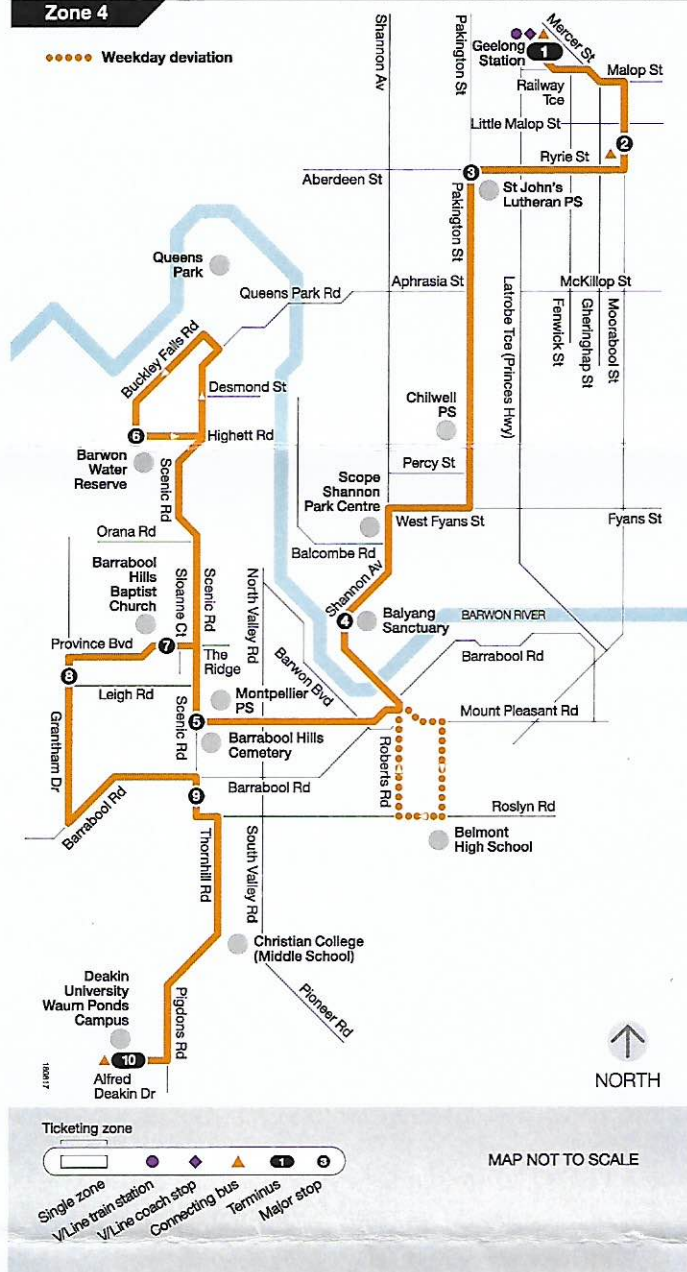 Zone 4
Weekday deviation
Shannon Av
Pakington St
Geelong
Station
1
Mercer St
Malop St
Railway
Tce
Little Malop St
2
Ryrie St
3
Aberdeen St
St John's
Lutheran PS
Pakington St
Queens
Park
Queens Park Rd
Aphrasia St
Latrobe Tce (Princes Hwy)
McKillop St
Fenwick St
Gheringhap St
Moorabool St
Buckley Falls Rd
Desmond St
Chilwell
PS
6
Highett Rd
Barwon
Water
Reserve
Scenic Rd
Percy St
Scope
Shannon
Park Centre
West Fyans St
Fyans St
Orana Rd
Balcombe Rd
Barrabool
Hills
Baptist
Church
Sloanne Ct
Scenic Rd
North Valley Rd
Shannon Av
4
Balyang
Sanctuary
BARWON RIVER
Province Bvd
7
The
Ridge
Barwon Bvd
Barrabool Rd
8
Leigh Rd
Montpellier
PS
Scenic Rd
5
Mount Pleasant Rd
Barrabool Hills
Cemetery
Grantham Dr
Roberts Rd
Barrabool Rd
Barrabool Rd
9
Roslyn Rd
Belmont
High School
Thornhill Rd
South Valley Rd
Christian College
(Middle School)
Deakin
University
Waurn Ponds
Campus
Pigdons Rd
Pioneer Rd
10
Alfred
Deakin Dr
180817
NORTH
Ticketing zone
1
3
MAP NOT TO SCALE
Single zone
V/Line train station
V/Line coach stop
Connecting bus
Terminus
Major stop